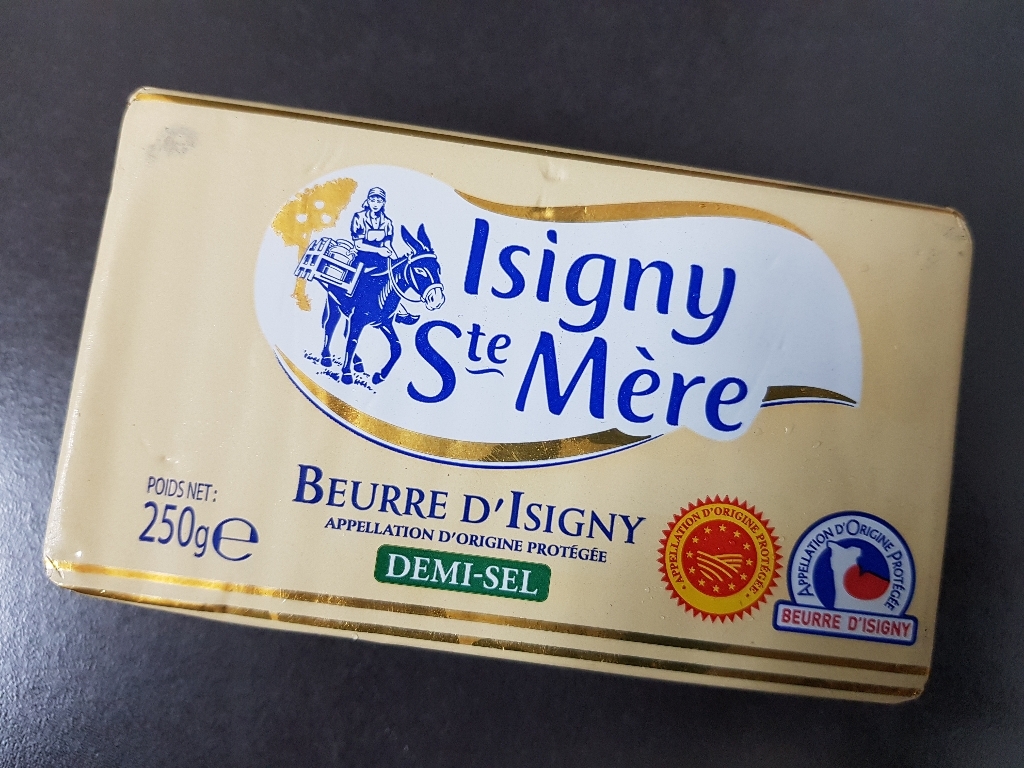 Isigny
Ste Mère
POIDS NET:
250g℮
BEURRE D'ISIGNY
APPELLATION D'ORIGINE PROTÉGÉE
DEMI-SEL
APPELLATION D'ORIGINE PROTÉGÉE
APPELLATION D'ORIGINE PROTÉGÉE
BEURRE D'ISIGNY